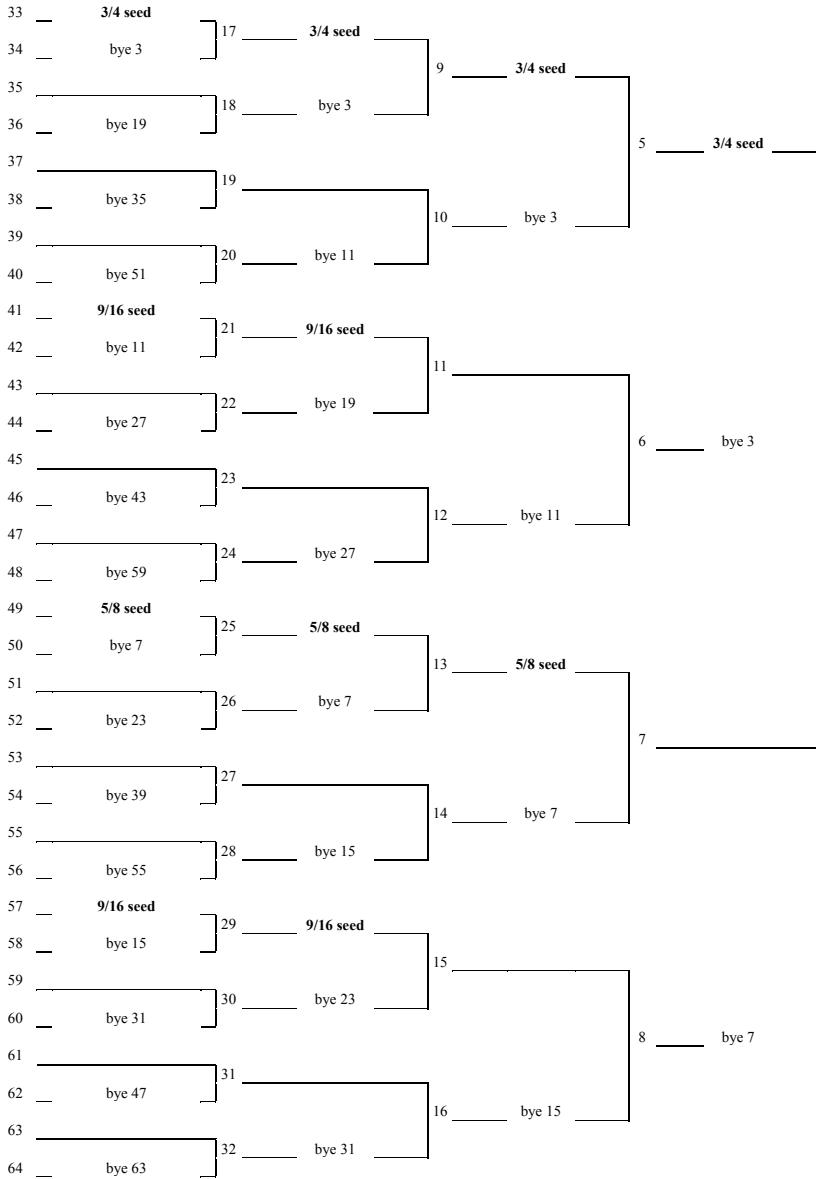 33 3/4 seed
17 3/4 seed
34 bye 3
9 3/4 seed
35
18 bye 3
36 bye 19
5 3/4 seed
37
19
38 bye 35
10 bye 3
39
20 bye 11
40 bye 51
41 9/16 seed
21 9/16 seed
42 bye 11
11
43
22 bye 19
44 bye 27
6 bye 3
45
23
46 bye 43
12 bye 11
47
24 bye 27
48 bye 59
49 5/8 seed
25 5/8 seed
50 bye 7
13 5/8 seed
51
26 bye 7
52 bye 23
7
53
27
54 bye 39
14 bye 7
55
28 bye 15
56 bye 55
57 9/16 seed
29 9/16 seed
58 bye 15
15
59
30 bye 23
60 bye 31
8 bye 7
61
31
62 bye 47
16 bye 15
63
32 bye 31
64 bye 63